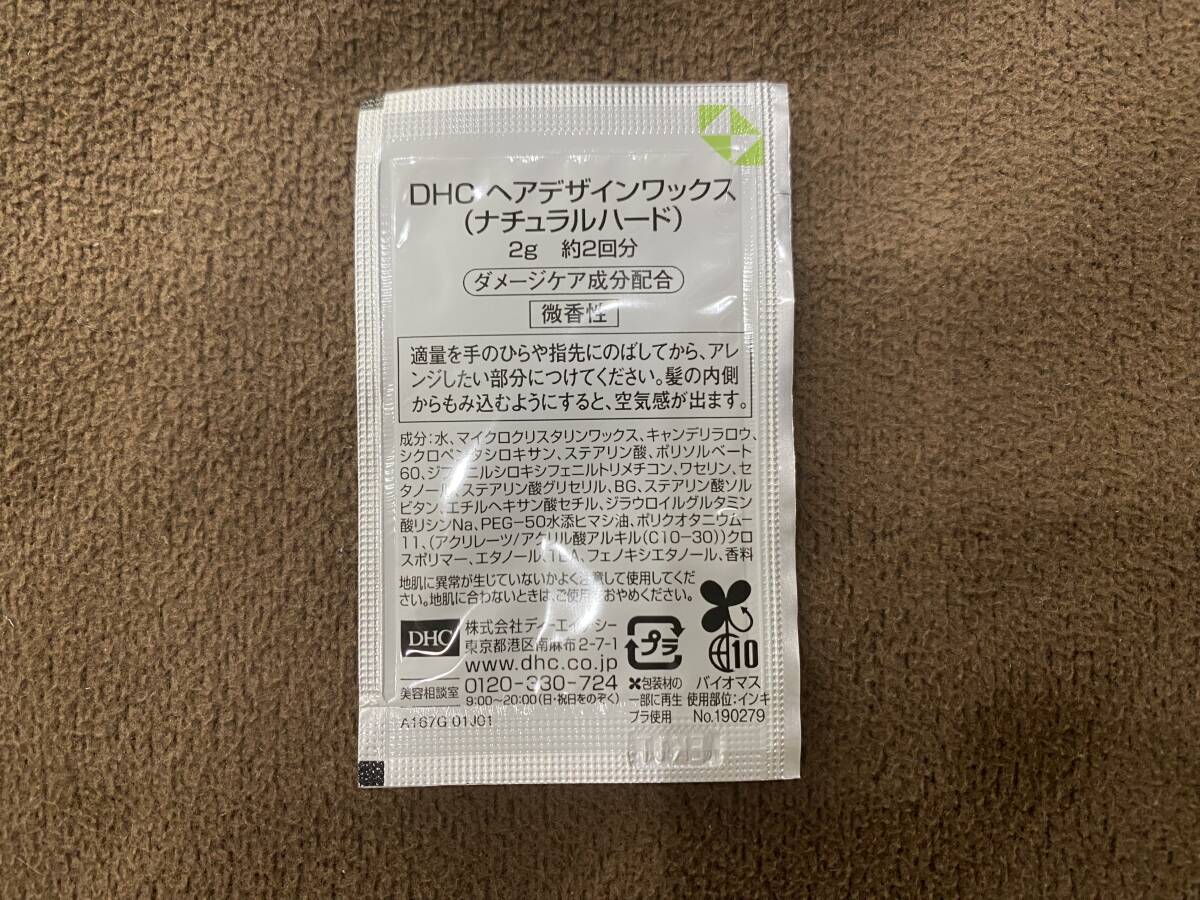 DHC ヘアデザインワックス
(ナチュラルハード)
2g 約2回分
ダメージケア成分配合
微香性
適量を手のひらや指先にのばしてから、アレ
ンジしたい部分につけてください。髪の内側
からもみ込むようにすると、空気感が出ます。
成分:水、マイクロクリスタリンワックス、キャンデリラロウ、
シクロペンタシロキサン、ステアリン酸、ポリソルベート
60、ジフェニルシロキシフェニルトリメチコン、ワセリン、セ
タノール、ステアリン酸グリセリル、BG、ステアリン酸ソル
ビタン、エチルヘキサン酸セチル、ジラウロイルグルタミン
酸リシンNa、PEG-50水添ヒマシ油、ポリクオタニウム-
11、(アクリレーツ/アクリル酸アルキル(C10-30))クロ
スポリマー、エタノール、TEA、フェノキシエタノール、香料
地肌に異常が生じていないかよく注意して使用してくだ
さい。地肌に合わないときは、ご使用をおやめください。
DHC 株式会社ディーエイチシー
東京都港区南麻布2-7-1
www.dhc.co.jp
美容相談室 0120-330-724
9:00~20:00(日・祝日をのぞく)
A167G 01J01
プラ
包装材の
一部に再生
プラ使用
10
バイオマス
使用部位:インキ
No.190279